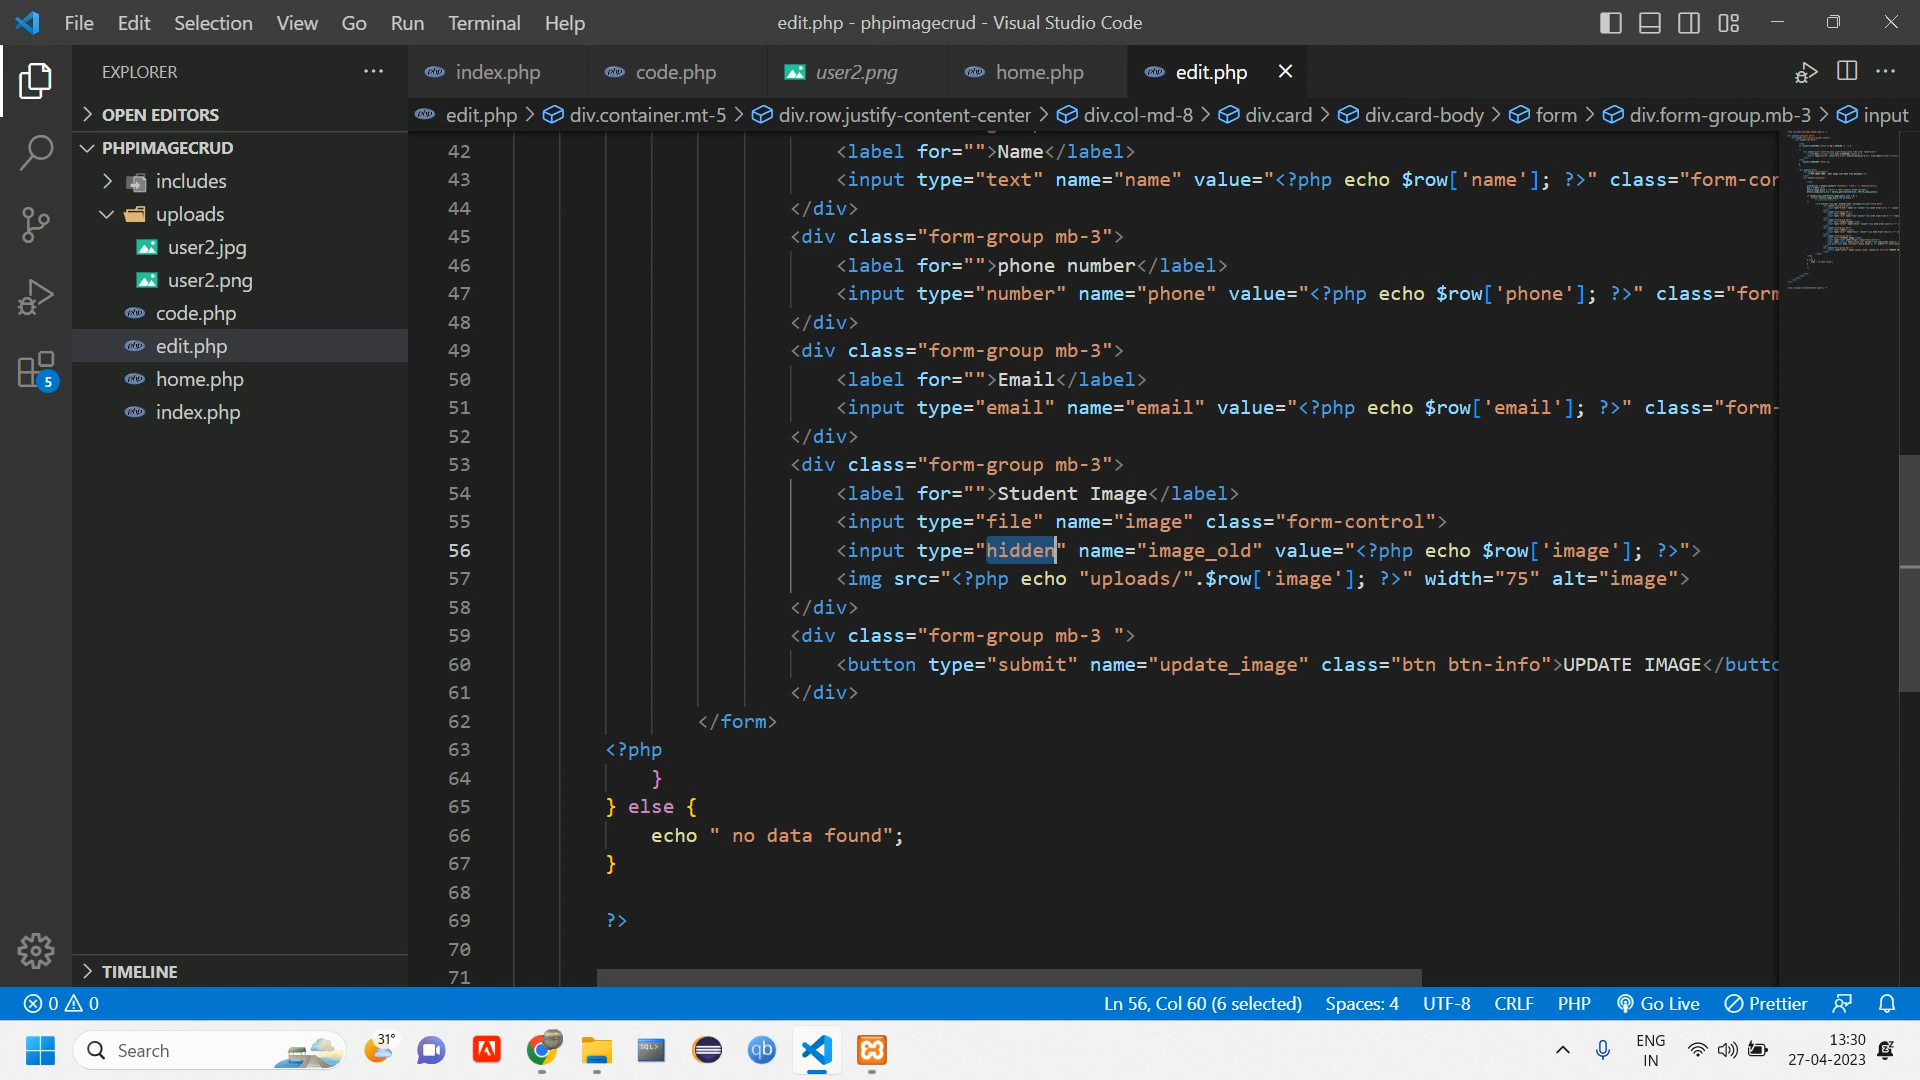 File Edit Selection View Go Run Terminal Help
edit.php - phpimagecrud - Visual Studio Code
EXPLORER
index.php
code.php
user2.png
home.php
edit.php
OPEN EDITORS
edit.php > div.container.mt-5 > div.row.justify-content-center > div.col-md-8 > div.card > div.card-body > form > div.form-group.mb-3 > input
PHPIMAGECRUD
includes
uploads
user2.jpg
user2.png
code.php
edit.php
home.php
index.php
5
42 <label for="">Name</label>
43 <input type="text" name="name" value="<?php echo $row['name']; ?>" class="form-cor
44 </div>
45 <div class="form-group mb-3">
46 <label for="">phone number</label>
47 <input type="number" name="phone" value="<?php echo $row['phone']; ?>" class="form
48 </div>
49 <div class="form-group mb-3">
50 <label for="">Email</label>
51 <input type="email" name="email" value="<?php echo $row['email']; ?>" class="form-
52 </div>
53 <div class="form-group mb-3">
54 <label for="">Student Image</label>
55 <input type="file" name="image" class="form-control">
56 <input type="hidden" name="image_old" value="<?php echo $row['image']; ?>">
57 <img src="<?php echo "uploads/".$row['image']; ?>" width="75" alt="image">
58 </div>
59 <div class="form-group mb-3 ">
60 <button type="submit" name="update_image" class="btn btn-info">UPDATE IMAGE</butto
61 </div>
62 </form>
63 <?php
64 }
65 } else {
66 echo " no data found";
67 }
68
69 ?>
70
71
TIMELINE
0 0
Ln 56, Col 60 (6 selected) Spaces: 4 UTF-8 CRLF PHP Go Live Prettier
Search
31°
SQL>
qb
ENG
IN
13:30
27-04-2023